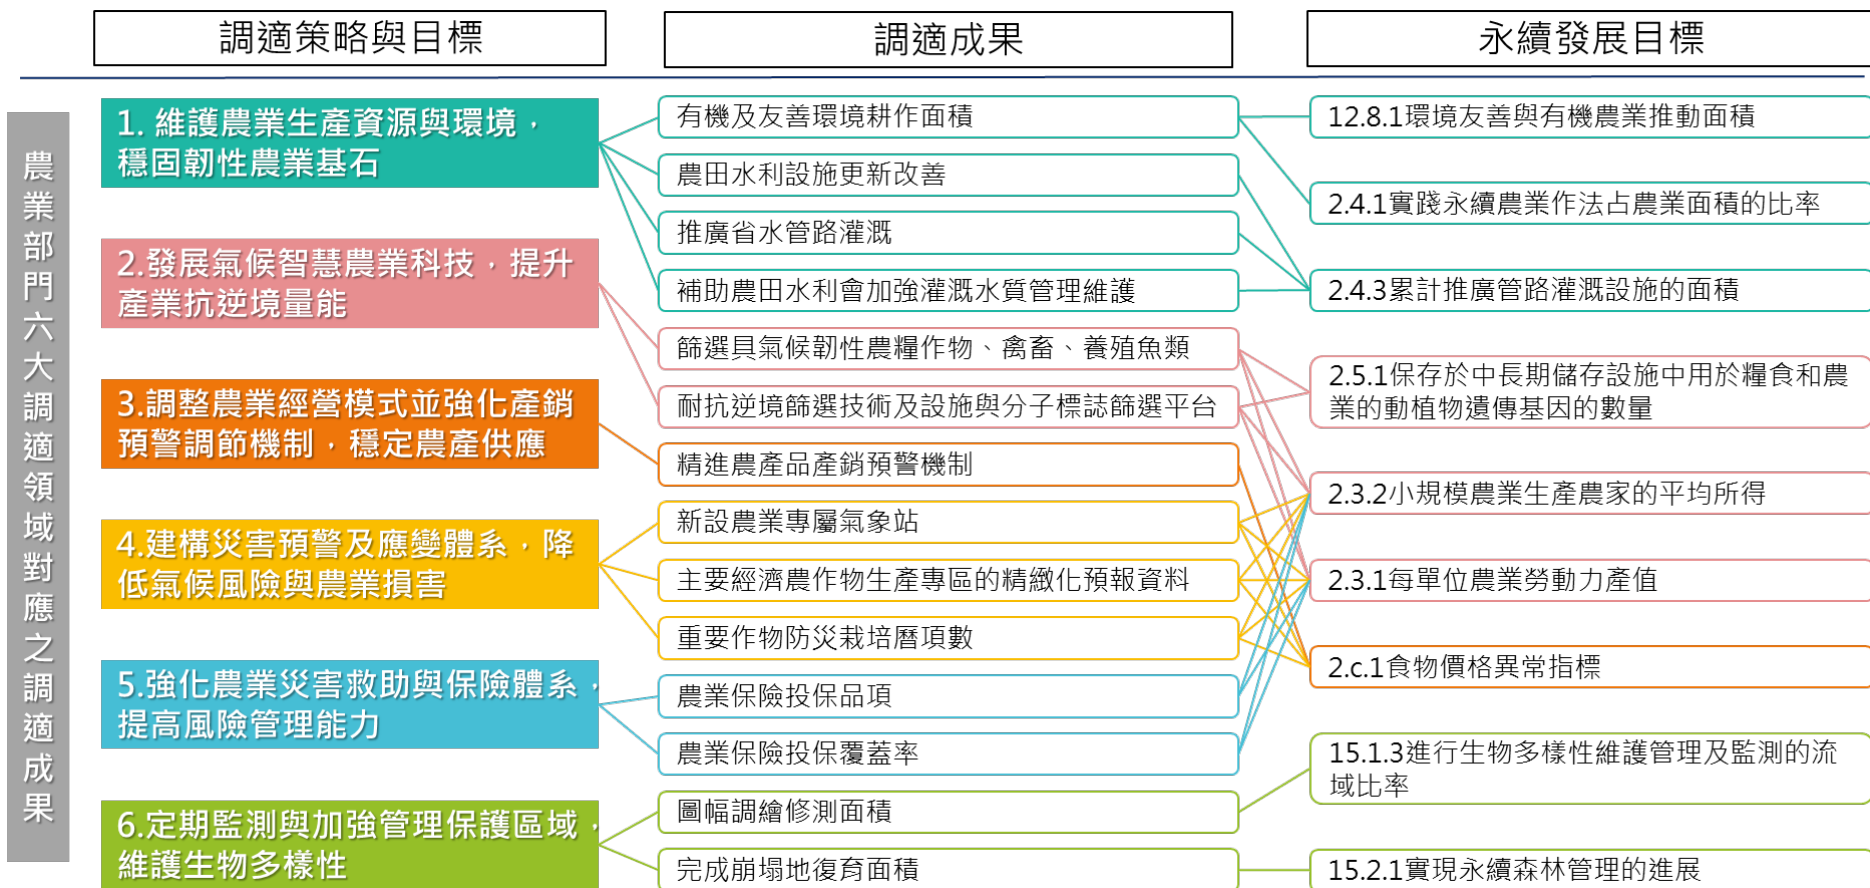 調適策略與目標
調適成果
永續發展目標
農業部門六大調適領域對應之調適成果
1. 維護農業生產資源與環境，
穩固韌性農業基石
2.發展氣候智慧農業科技，提升
產業抗逆境量能
3.調整農業經營模式並強化產銷
預警調節機制，穩定農產供應
4.建構災害預警及應變體系，降
低氣候風險與農業損害
5.強化農業災害救助與保險體系，
提高風險管理能力
6.定期監測與加強管理保護區域，
維護生物多樣性
有機及友善環境耕作面積
農田水利設施更新改善
推廣省水管路灌溉
補助農田水利會加強灌溉水質管理維護
篩選具氣候韌性農糧作物、禽畜、養殖魚類
耐抗逆境篩選技術及設施與分子標誌篩選平台
精進農產品產銷預警機制
新設農業專屬氣象站
主要經濟農作物生產專區的精緻化預報資料
重要作物防災栽培曆項數
農業保險投保品項
農業保險投保覆蓋率
圖幅調繪修測面積
完成崩塌地復育面積
12.8.1環境友善與有機農業推動面積
2.4.1實踐永續農業作法占農業面積的比率
2.4.3累計推廣管路灌溉設施的面積
2.5.1保存於中長期儲存設施中用於糧食和農
業的動植物遺傳基因的數量
2.3.2小規模農業生產農家的平均所得
2.3.1每單位農業勞動力產值
2.c.1食物價格異常指標
15.1.3進行生物多樣性維護管理及監測的流
域比率
15.2.1實現永續森林管理的進展